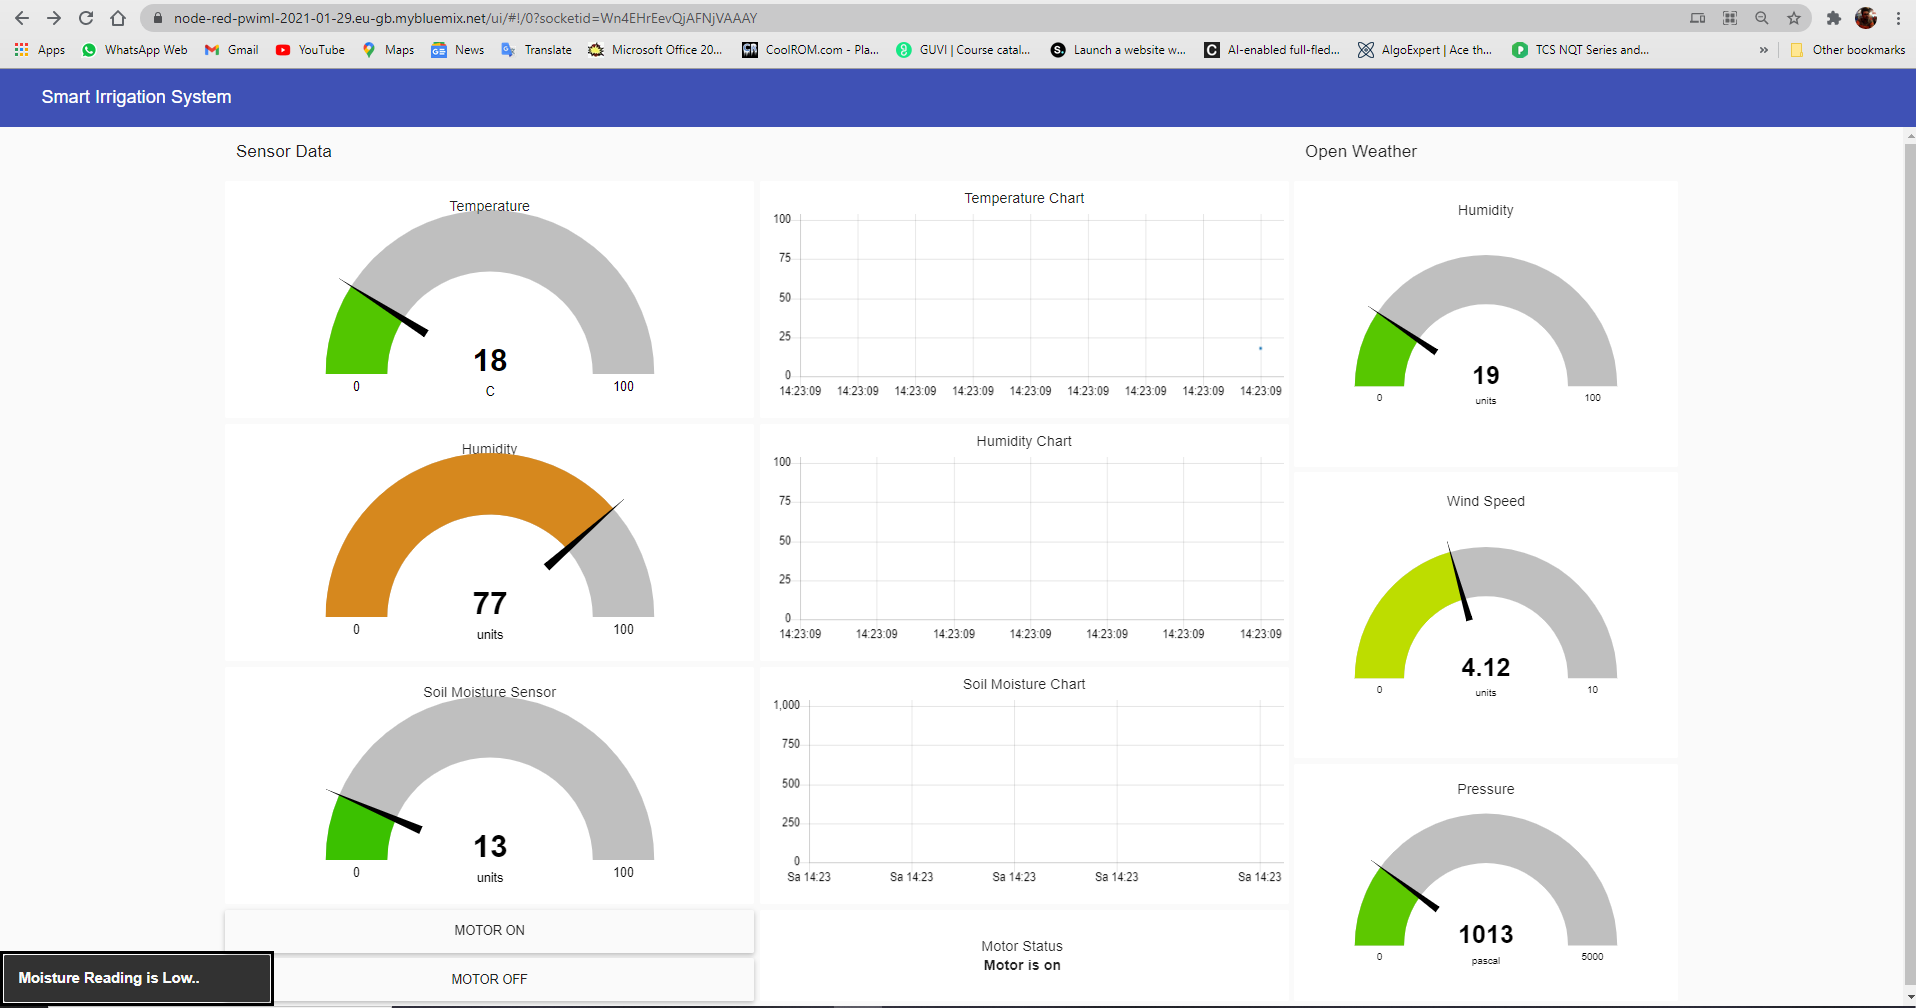 node-red-pwiml-2021-01-29.eu-gb.mybluemix.net/ui/#!/0?socketid=Wn4EHrEevQjAFNjVAAAY
Apps WhatsApp Web Gmail YouTube Maps News Translate Microsoft Office 20... CoolROM.com - Pla... GUVI | Course catal... Launch a website w... AI-enabled full-fled... AlgoExpert | Ace th... TCS NQT Series and... » Other bookmarks
Smart Irrigation System
Sensor Data
Temperature
18
C
0 100
Humidity
77
units
0 100
Soil Moisture Sensor
13
units
0 100
MOTOR ON
MOTOR OFF
Moisture Reading is Low..
Temperature Chart
100
75
50
25
0
14:23:09 14:23:09 14:23:09 14:23:09 14:23:09 14:23:09 14:23:09 14:23:09 14:23:09
Humidity Chart
100
75
50
25
0
14:23:09 14:23:09 14:23:09 14:23:09 14:23:09 14:23:09 14:23:09
Soil Moisture Chart
1,000
750
500
250
0
Sa 14:23 Sa 14:23 Sa 14:23 Sa 14:23 Sa 14:23
Motor Status
Motor is on
Open Weather
Humidity
19
units
0 100
Wind Speed
4.12
units
0 10
Pressure
1013
pascal
0 5000